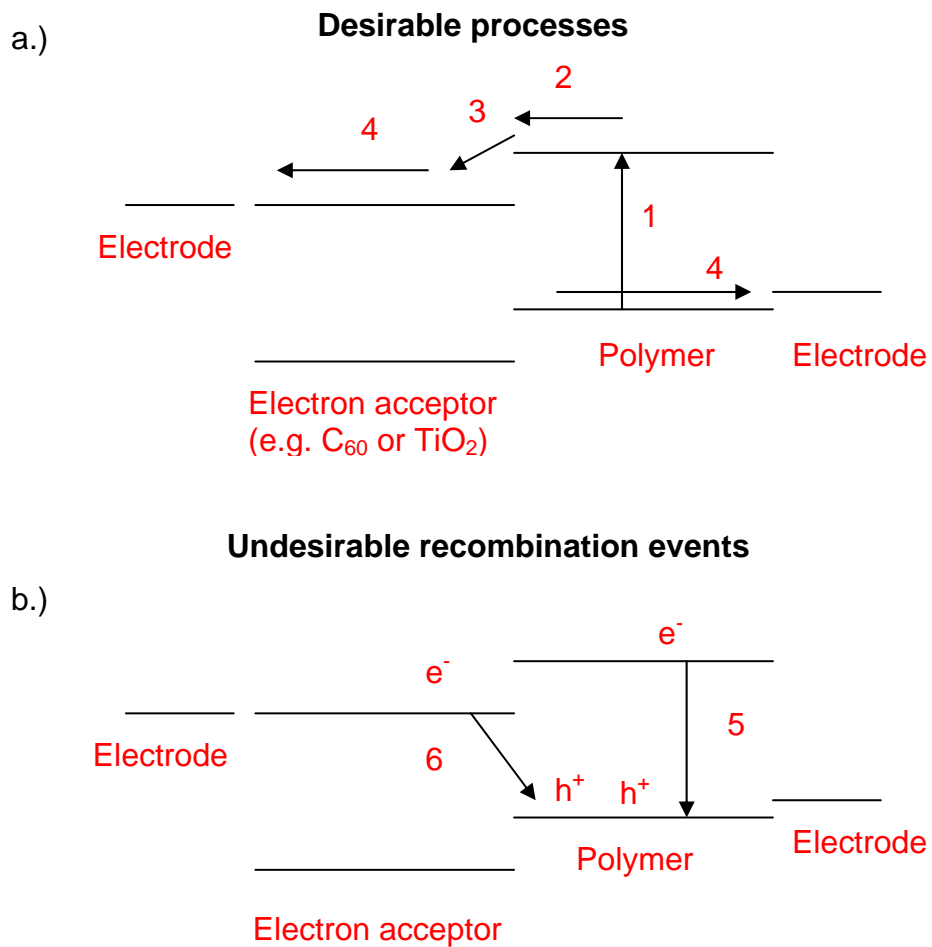 Desirable processes
a.)
2
3
4
1
Electrode
4
Polymer
Electrode
Electron acceptor
(e.g. C₆₀ or TiO₂)
Undesirable recombination events
b.)
e⁻
e⁻
5
Electrode
6
h⁺ h⁺
Electrode
Polymer
Electron acceptor